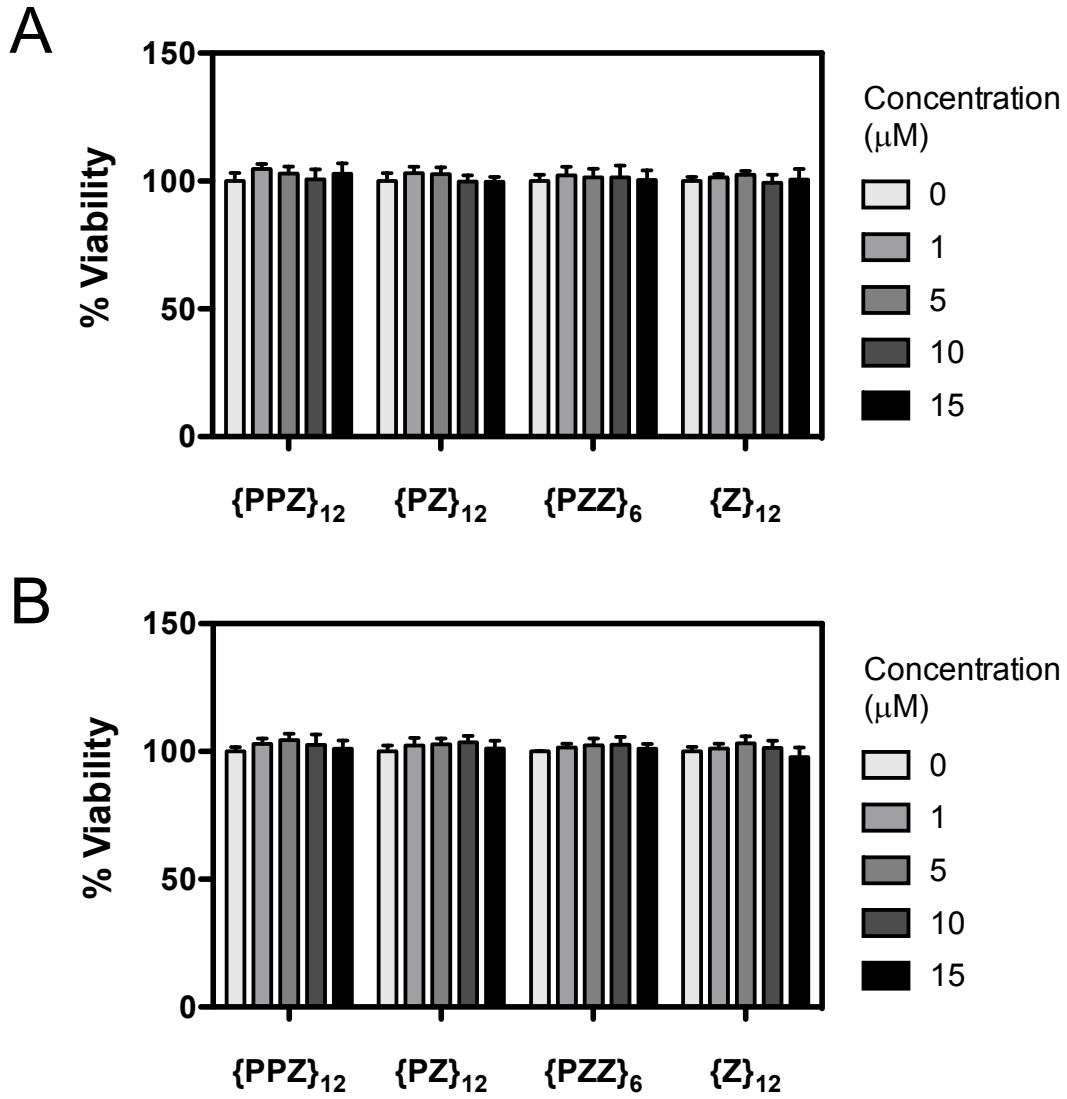 A
150
100
50
0
% Viability
{PPZ}12 {PZ}12 {PZZ}6 {Z}12
Concentration
(μM)
0
1
5
10
15
B
150
100
50
0
% Viability
{PPZ}12 {PZ}12 {PZZ}6 {Z}12
Concentration
(μM)
0
1
5
10
15